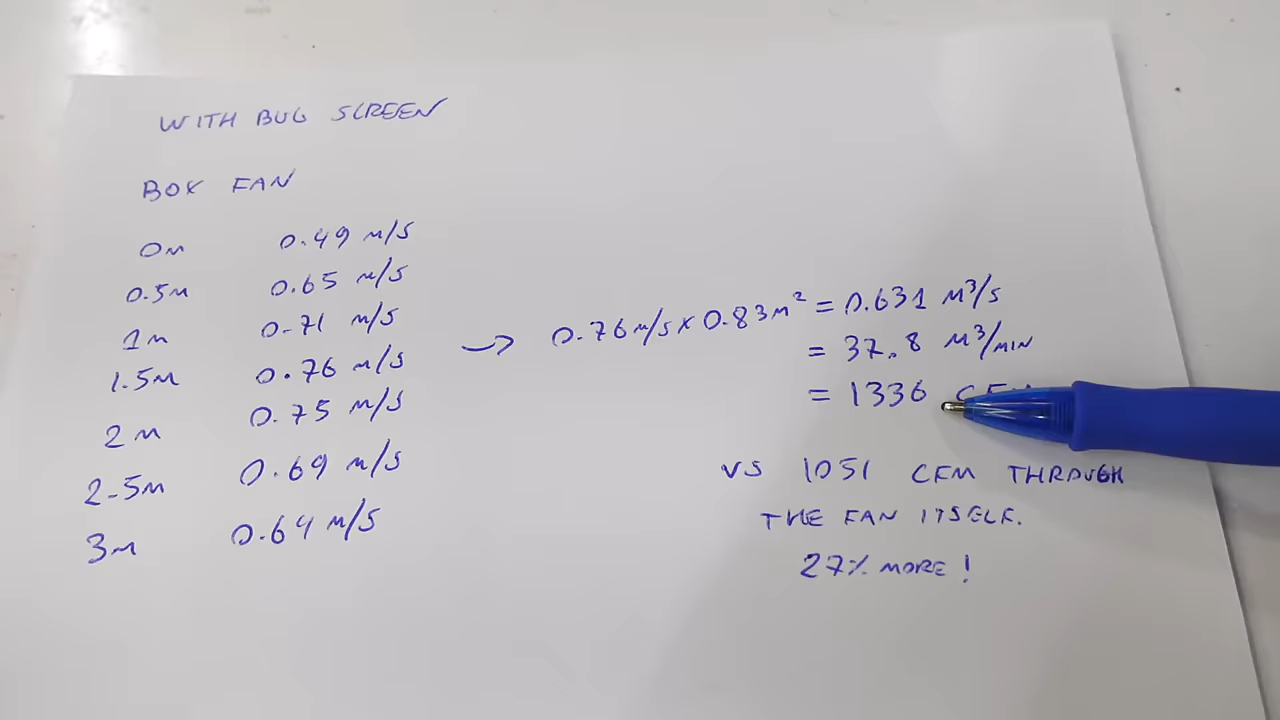 WITH BUG SCREEN
BOX FAN
0M 0.49 M/S
0.5M 0.65 M/S
1M 0.71 M/S
1.5M 0.76 M/S
2M 0.75 M/S
2.5M 0.69 M/S
3M 0.64 M/S
→ 0.76 M/S × 0.83M² = 0.631 M³/S
= 37.8 M³/MIN
= 1336 CFM
VS 1051 CFM THROUGH
THE FAN ITSELF.
27% MORE!